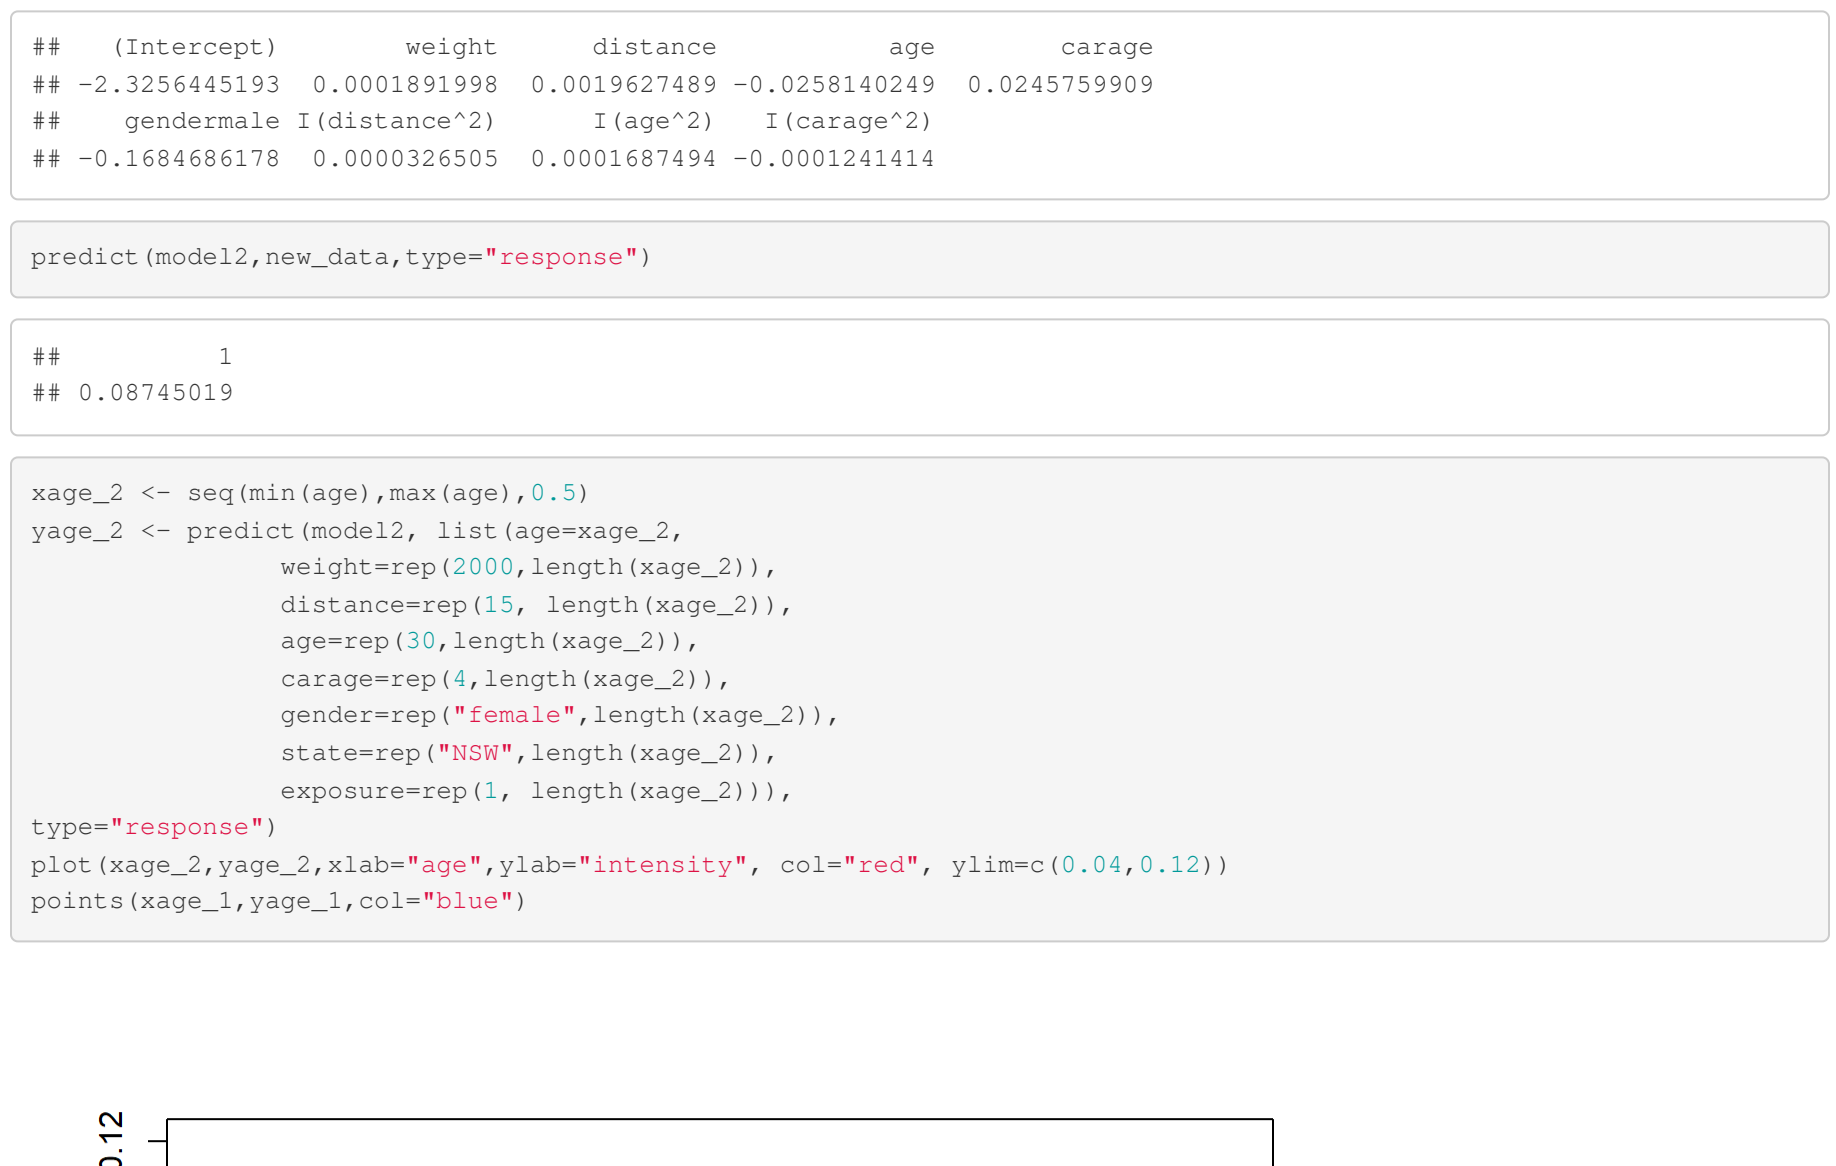 ##   (Intercept)        weight      distance           age        carage
## -2.3256445193  0.0001891998  0.0019627489 -0.0258140249  0.0245759909
##    gendermale I(distance^2)      I(age^2)   I(carage^2)
## -0.1684686178  0.0000326505  0.0001687494 -0.0001241414
predict(model2,new_data,type="response")
##          1
## 0.08745019
xage_2 <- seq(min(age),max(age),0.5)
yage_2 <- predict(model2, list(age=xage_2,
                weight=rep(2000,length(xage_2)),
                distance=rep(15, length(xage_2)),
                age=rep(30,length(xage_2)),
                carage=rep(4,length(xage_2)),
                gender=rep("female",length(xage_2)),
                state=rep("NSW",length(xage_2)),
                exposure=rep(1, length(xage_2))),
type="response")
plot(xage_2,yage_2,xlab="age",ylab="intensity", col="red", ylim=c(0.04,0.12))
points(xage_1,yage_1,col="blue")
0.12